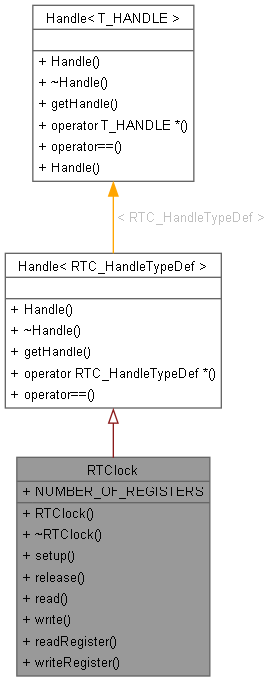 Handle< T_HANDLE >
+ Handle()
+ ~Handle()
+ getHandle()
+ operator T_HANDLE *()
+ operator==()
+ Handle()
< RTC_HandleTypeDef >
Handle< RTC_HandleTypeDef >
+ Handle()
+ ~Handle()
+ getHandle()
+ operator RTC_HandleTypeDef *()
+ operator==()
RTClock
+ NUMBER_OF_REGISTERS
+ RTClock()
+ ~RTClock()
+ setup()
+ release()
+ read()
+ write()
+ readRegister()
+ writeRegister()